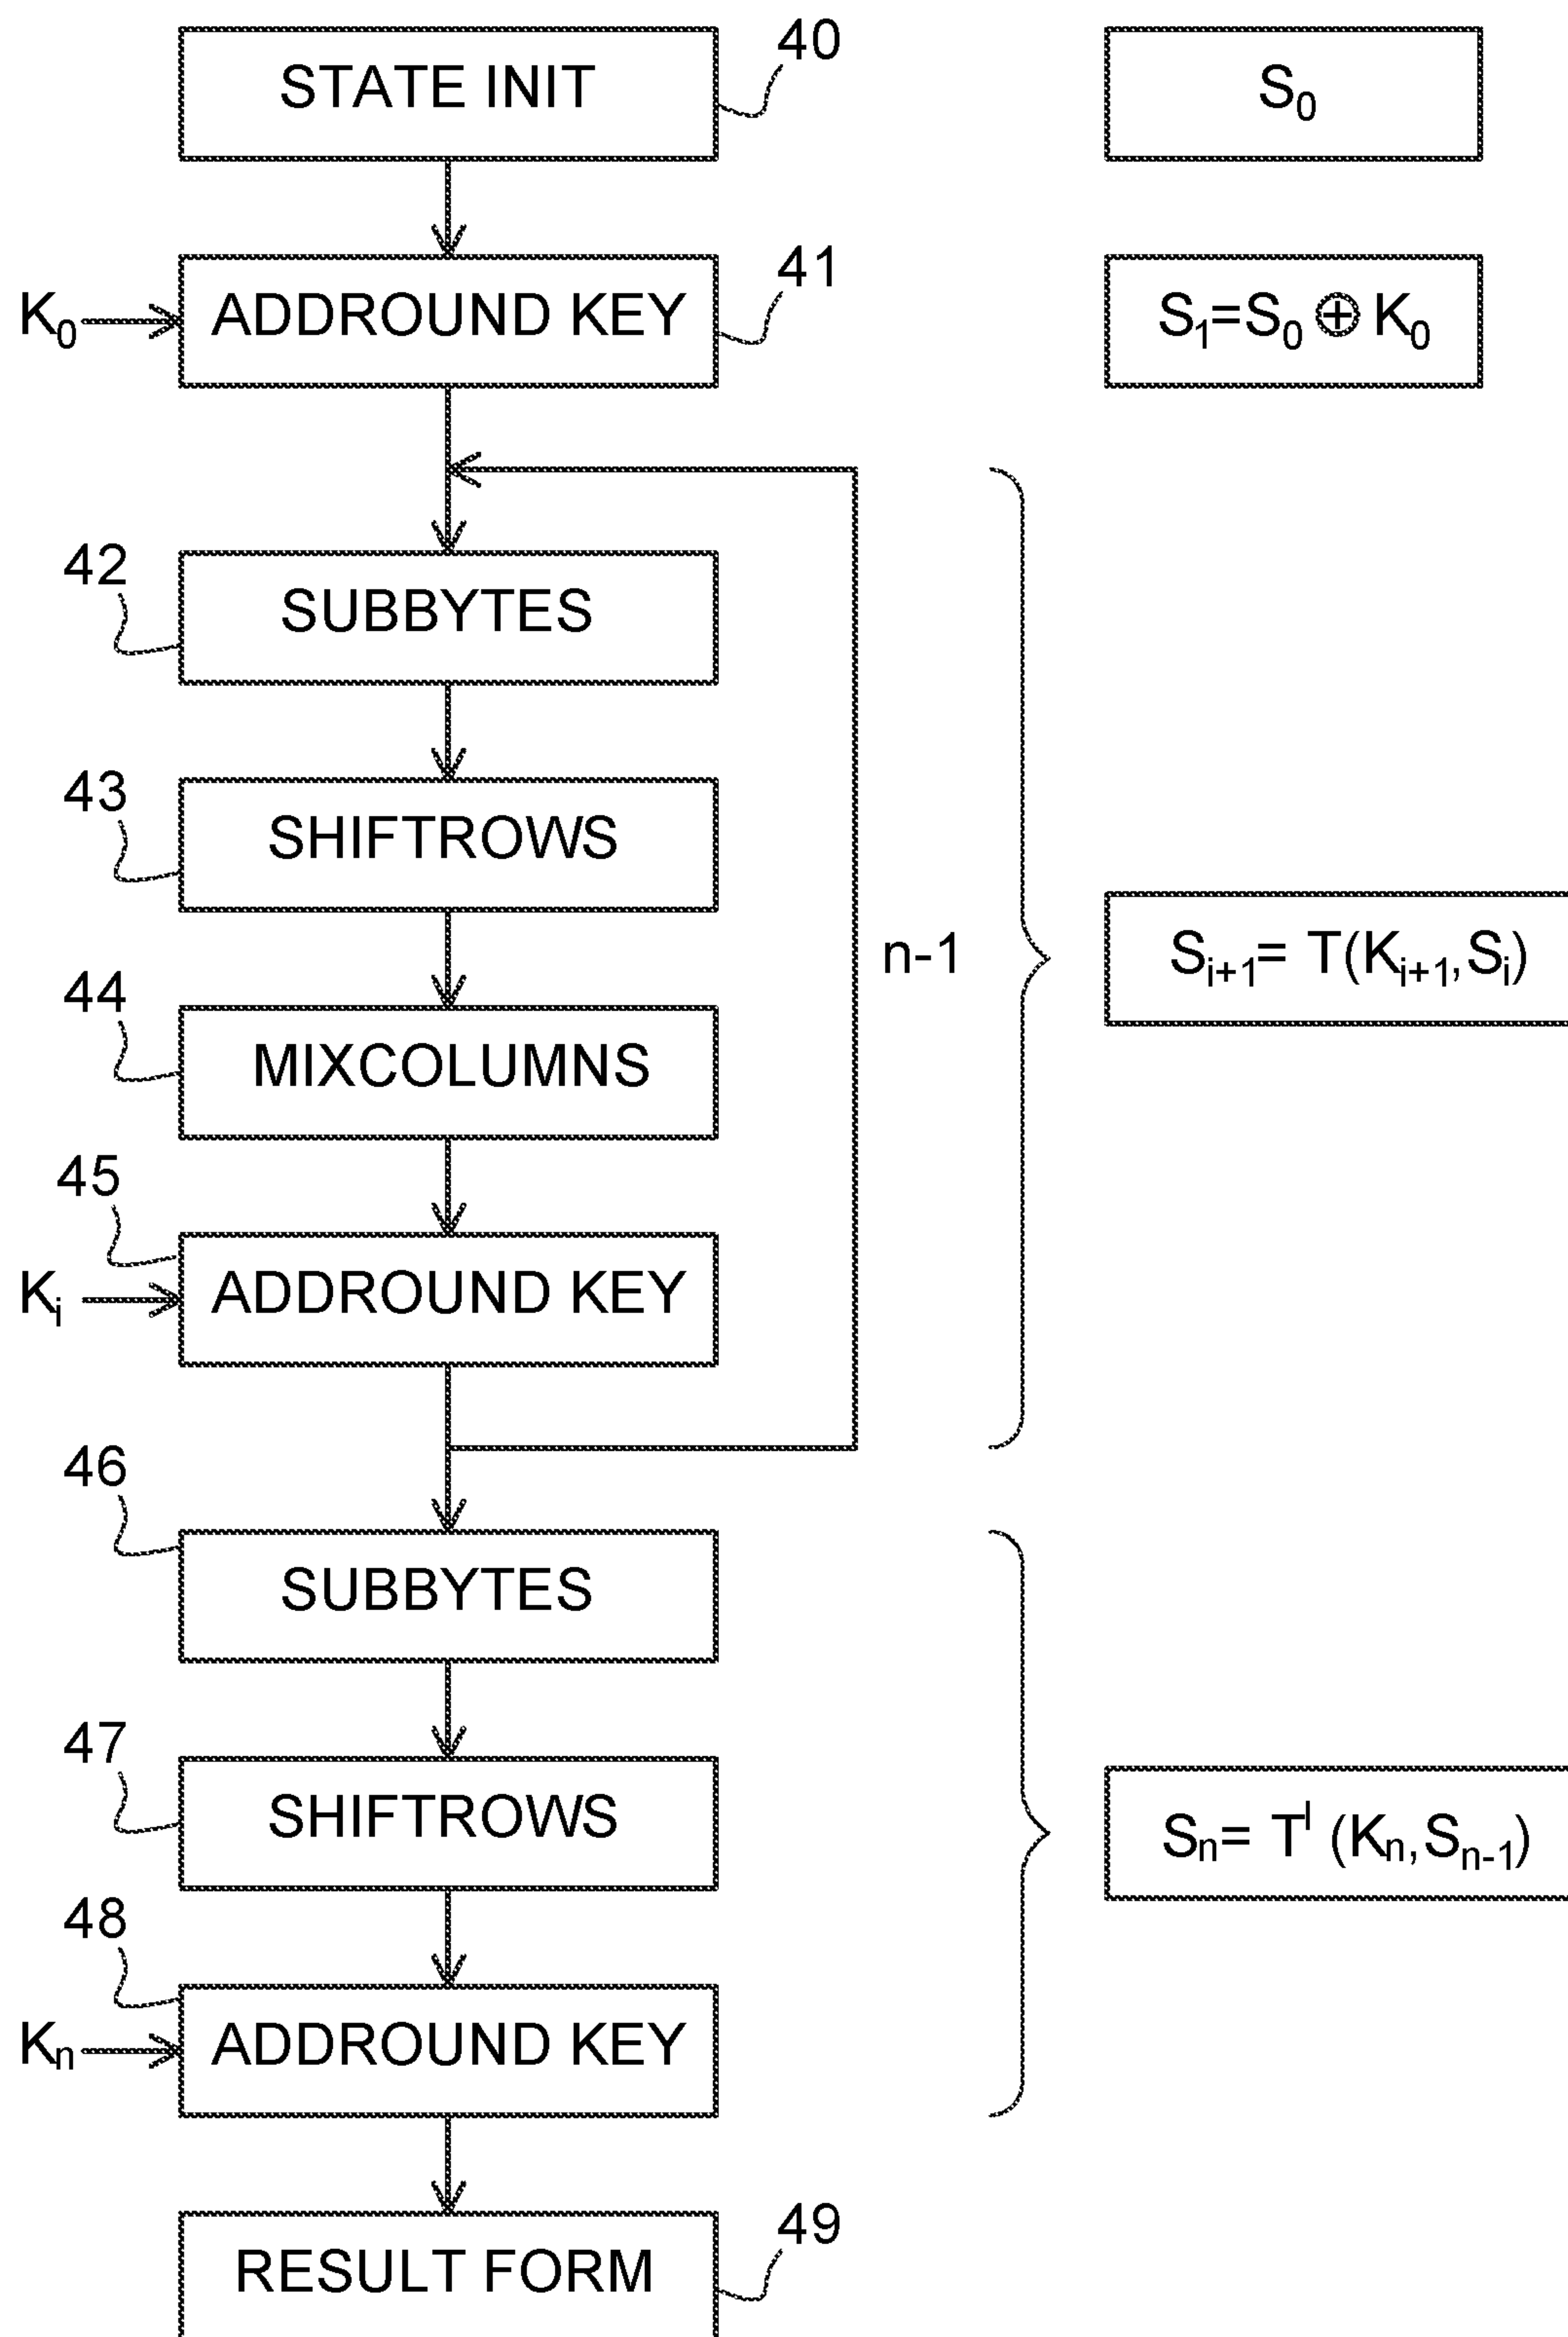 40
STATE INIT
S₀
41
K₀
ADDROUND KEY
S₁=S₀ ⊕ K₀
42
SUBBYTES
43
SHIFTROWS
n-1
Sᵢ₊₁= T(Kᵢ₊₁,Sᵢ)
44
MIXCOLUMNS
45
Kᵢ
ADDROUND KEY
46
SUBBYTES
47
SHIFTROWS
Sₙ= Tˡ (Kₙ,Sₙ₋₁)
48
Kₙ
ADDROUND KEY
49
RESULT FORM